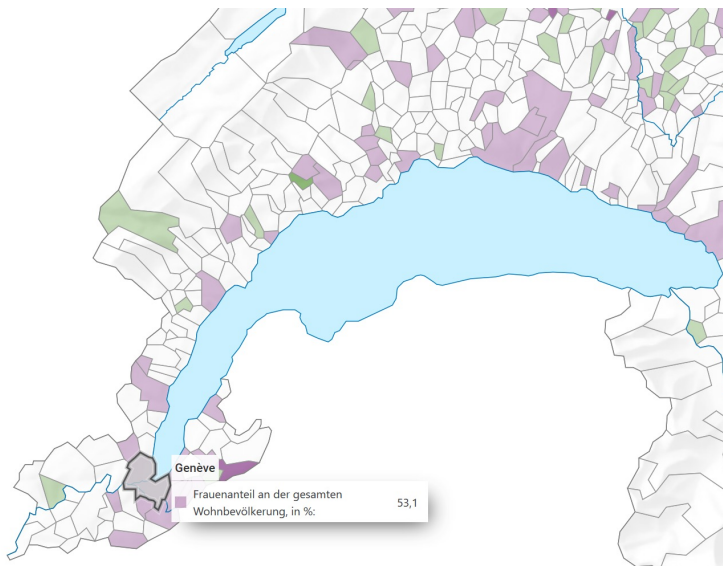 Genève
Frauenanteil an der gesamten
Wohnbevölkerung, in %:
53,1